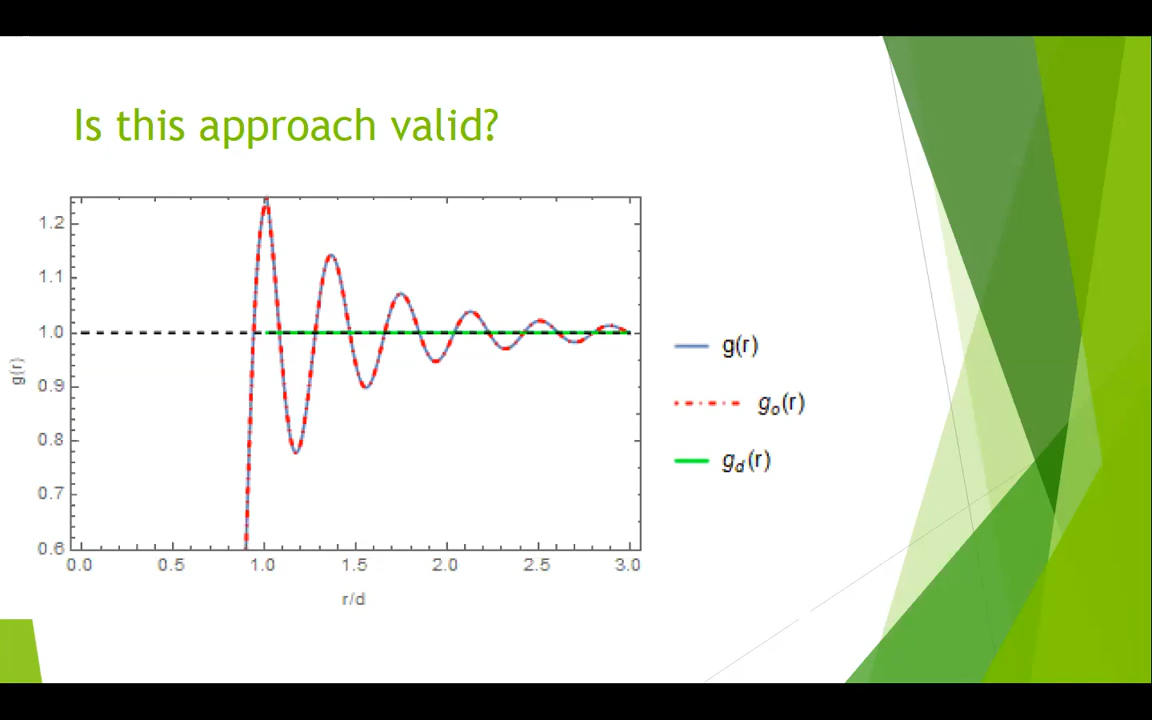 Is this approach valid?
1.2
1.1
1.0
0.9
0.8
0.7
0.6
g(r)
0.0 0.5 1.0 1.5 2.0 2.5 3.0
r/d
g(r)
gₒ(r)
g_d(r)